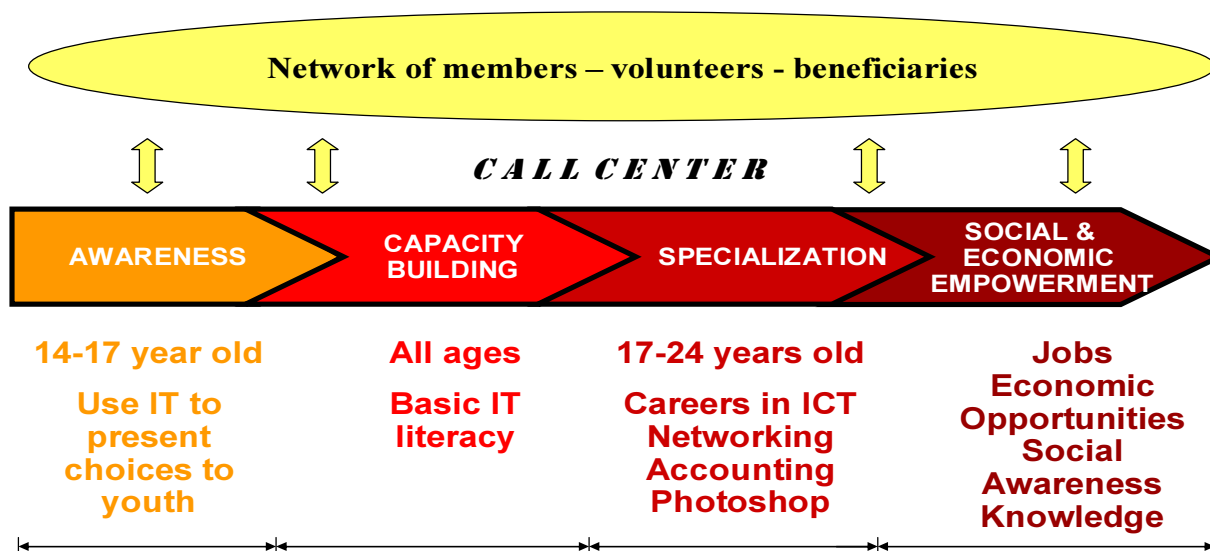 Network of members – volunteers - beneficiaries
CALL CENTER
AWARENESS
CAPACITY
BUILDING
SPECIALIZATION
SOCIAL &
ECONOMIC
EMPOWERMENT
14-17 year old
Use IT to
present
choices to
youth
All ages
Basic IT
literacy
17-24 years old
Careers in ICT
Networking
Accounting
Photoshop
Jobs
Economic
Opportunities
Social
Awareness
Knowledge